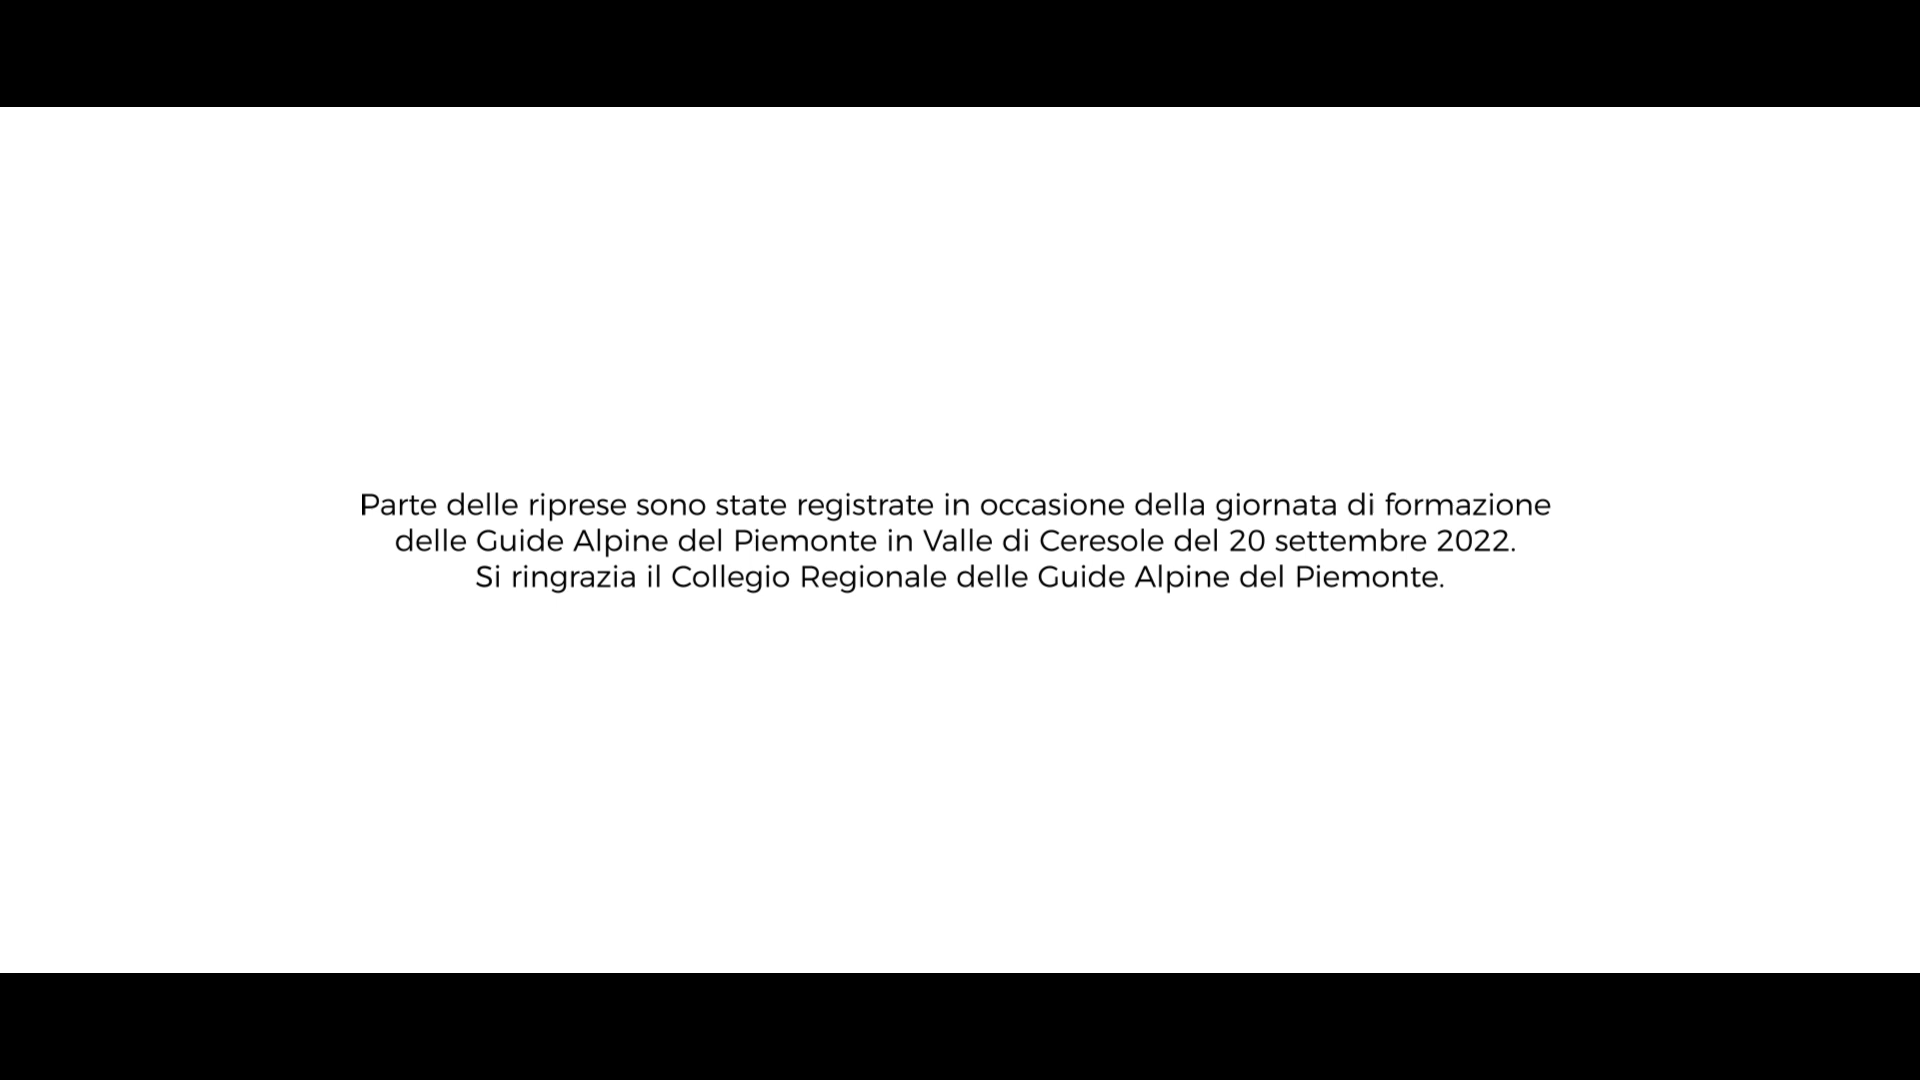 Parte delle riprese sono state registrate in occasione della giornata di formazione
delle Guide Alpine del Piemonte in Valle di Ceresole del 20 settembre 2022.
Si ringrazia il Collegio Regionale delle Guide Alpine del Piemonte.